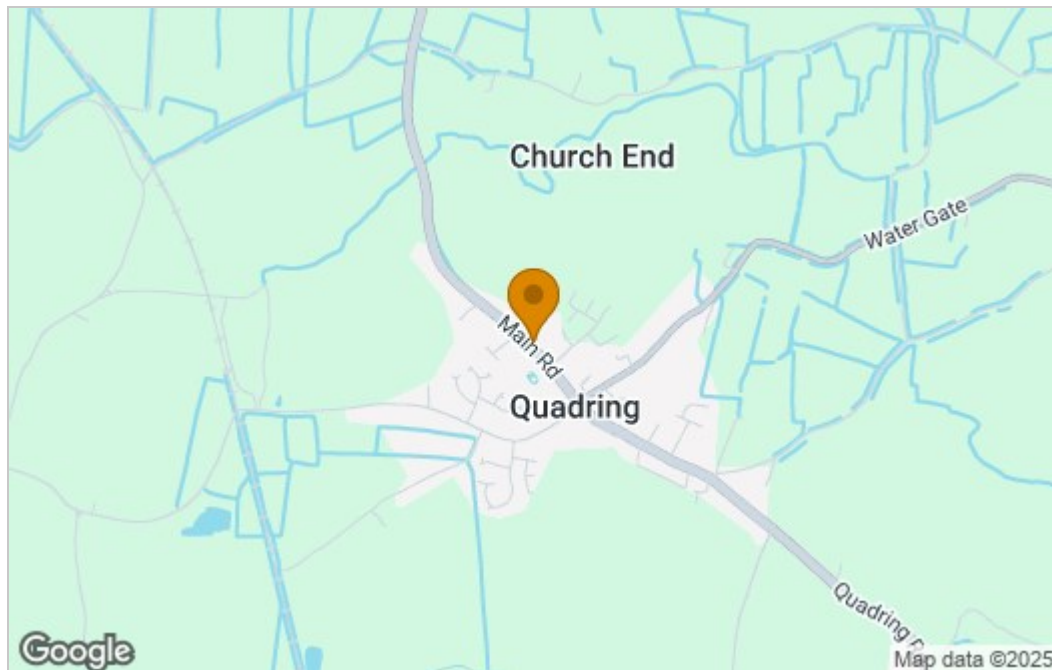 Church End
Water Gate
Main Rd
Quadring
Quadring
Google
Map data ©2025